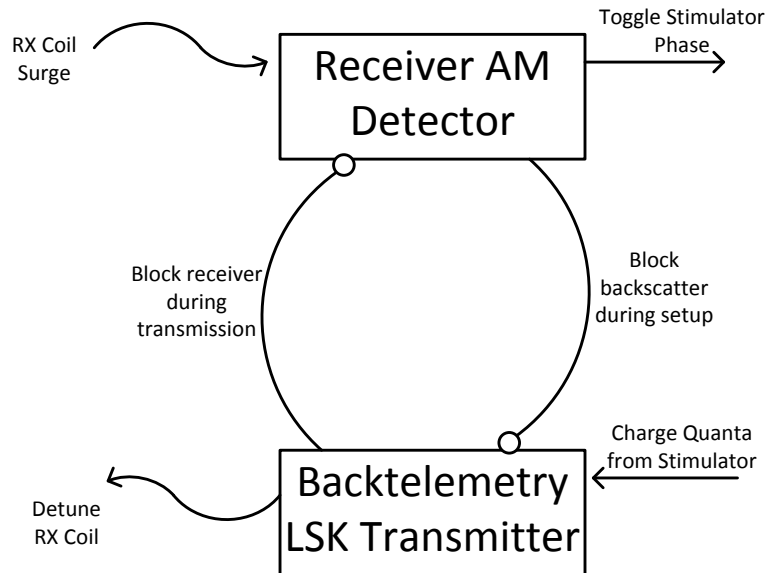 RX Coil
Surge
Receiver AM
Detector
Toggle Stimulator
Phase
Block receiver
during
transmission
Block
backscatter
during setup
Detune
RX Coil
Backtelemetry
LSK Transmitter
Charge Quanta
from Stimulator